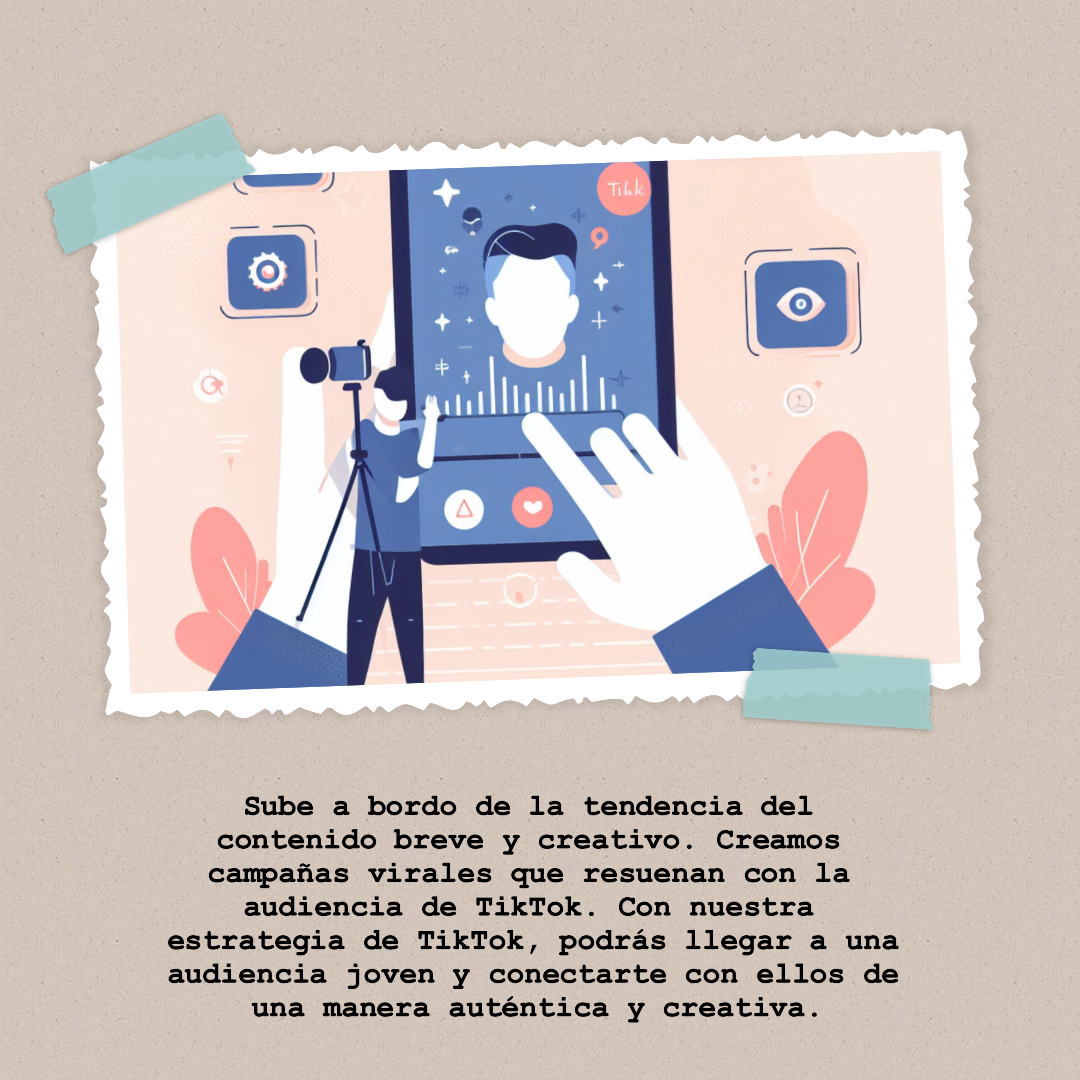 Tibk
Sube a bordo de la tendencia del
contenido breve y creativo. Creamos
campañas virales que resuenan con la
audiencia de TikTok. Con nuestra
estrategia de TikTok, podrás llegar a una
audiencia joven y conectarte con ellos de
una manera auténtica y creativa.